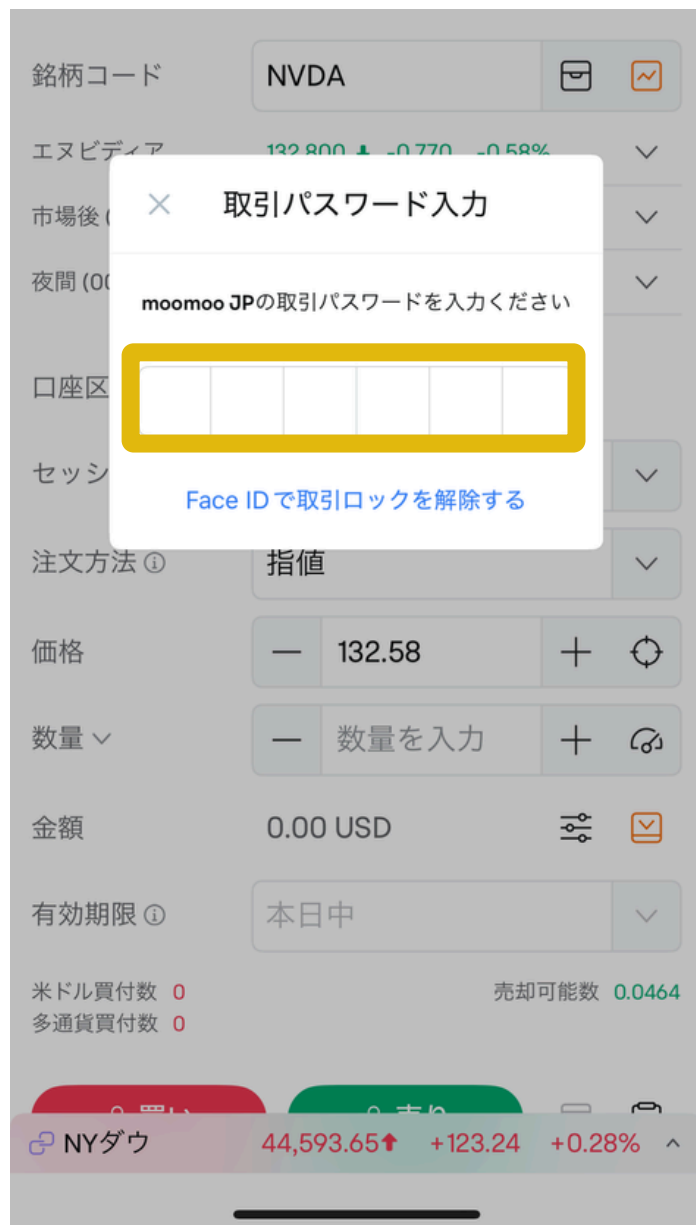 銘柄コード NVDA
エヌビディア 132.800 -0.770 -0.58%
市場後 (
夜間 (00
取引パスワード入力
moomoo JPの取引パスワードを入力ください
Face IDで取引ロックを解除する
口座区
セッシ
注文方法 指値
価格 132.58
数量 数量を入力
金額 0.00 USD
有効期限 本日中
米ドル買付数 0 売却可能数 0.0464
多通貨買付数 0
買い 売り
NYダウ 44,593.65 +123.24 +0.28%